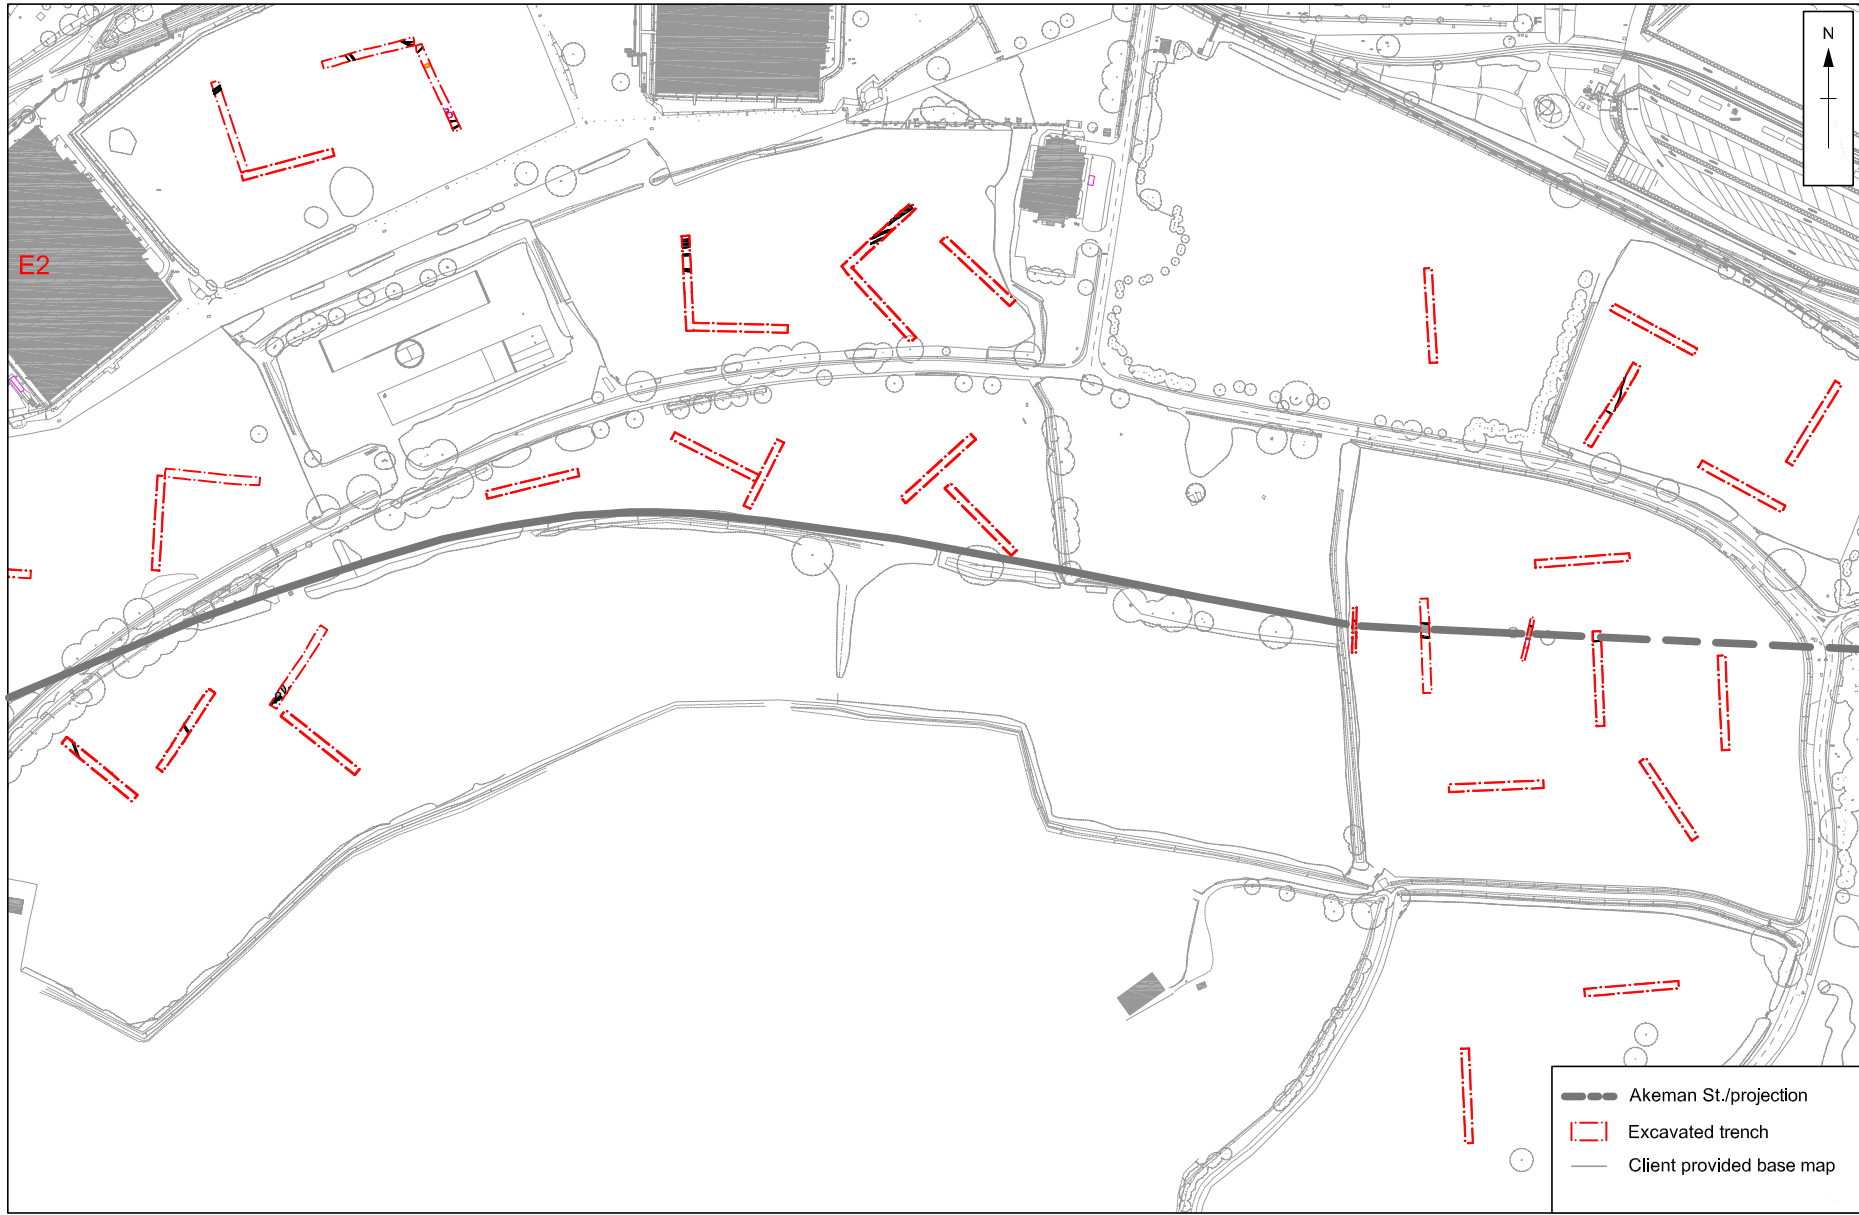 N
E2
Akeman St./projection
Excavated trench
Client provided base map